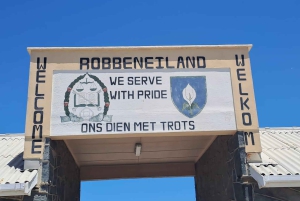 ROBBENEILAND
WELCOME
WE SERVE
WITH PRIDE
WELKOM
ONS DIEN MET TROTS